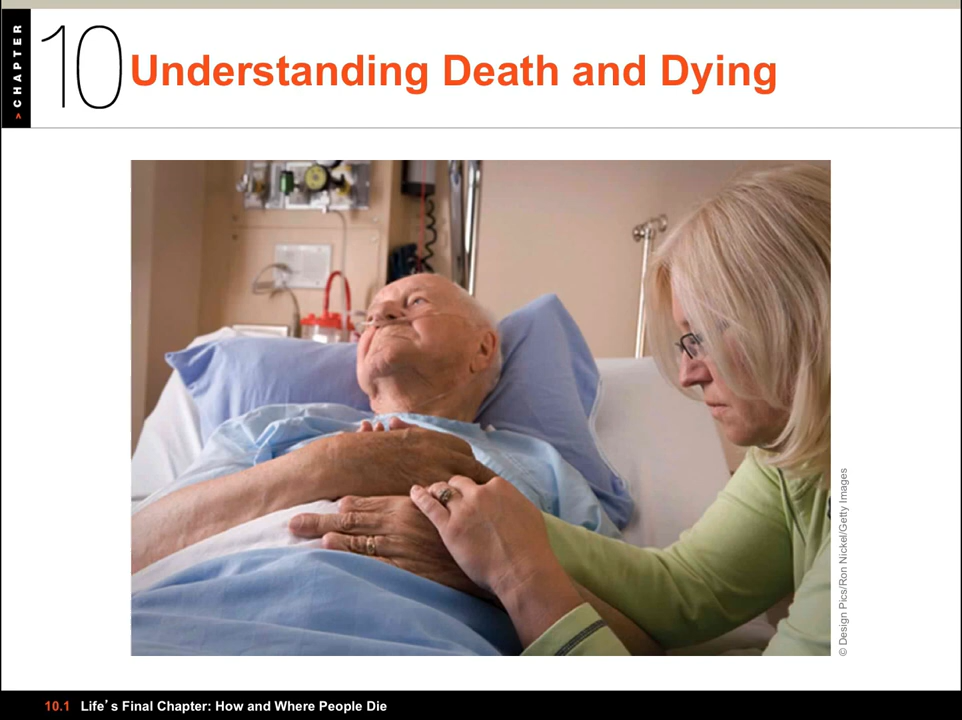 > CHAPTER
10
Understanding Death and Dying
© Design Pics/Ron Nickel/Getty Images
10.1 Life’s Final Chapter: How and Where People Die